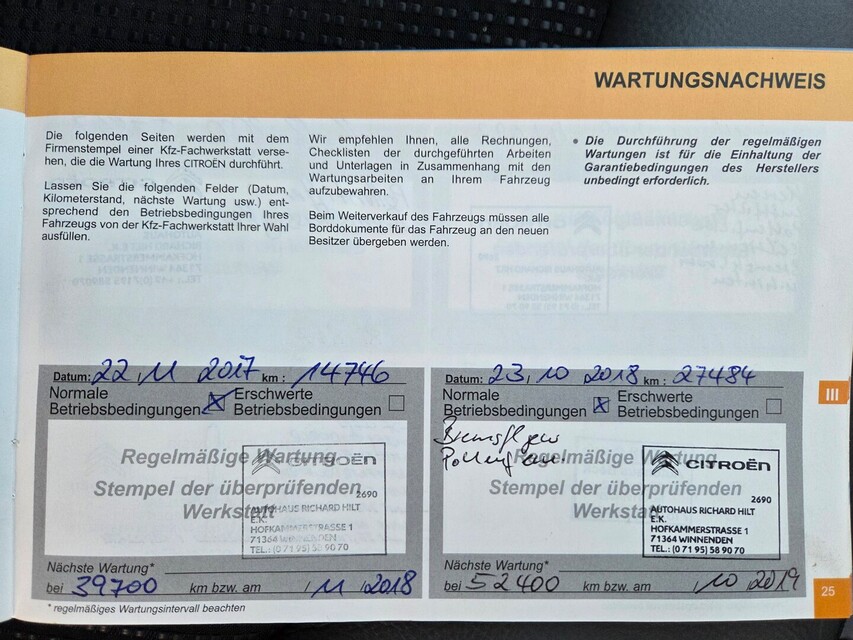 WARTUNGSNACHWEIS
Die folgenden Seiten werden mit dem
Firmenstempel einer Kfz-Fachwerkstatt verse-
hen, die die Wartung Ihres CITROËN durchführt.
Lassen Sie die folgenden Felder (Datum,
Kilometerstand, nächste Wartung usw.) ent-
sprechend den Betriebsbedingungen Ihres
Fahrzeugs von der Kfz-Fachwerkstatt Ihrer Wahl
ausfüllen.
Wir empfehlen Ihnen, alle Rechnungen,
Checklisten der durchgeführten Arbeiten
und Unterlagen in Zusammenhang mit den
Wartungsarbeiten an Ihrem Fahrzeug
aufzubewahren.
Beim Weiterverkauf des Fahrzeugs müssen alle
Borddokumente für das Fahrzeug an den neuen
Besitzer übergeben werden.
• Die Durchführung der regelmäßigen
Wartungen ist für die Einhaltung der
Garantiebedingungen des Herstellers
unbedingt erforderlich.
Datum: 22.11 2017 km : 14746
Normale
Betriebsbedingungen
Erschwerte
Betriebsbedingungen
Regelmäßige Wartung
Stempel der überprüfenden
Werkstatt
CITROËN
2690
AUTOHAUS RICHARD HILT
E.K.
HOFKAMMERSTRASSE 1
71364 WINNENDEN
TEL.: (0 71 95) 58 90 70
Nächste Wartung*
bei 39700 km bzw. am / 11 / 2018
* regelmäßiges Wartungsintervall beachten
Datum: 23.10 2018 km : 27484
Normale
Betriebsbedingungen
Erschwerte
Betriebsbedingungen
Regelmäßige Wartung
Stempel der überprüfenden
Werkstatt
CITROËN
2690
AUTOHAUS RICHARD HILT
E.K.
HOFKAMMERSTRASSE 1
71364 WINNENDEN
TEL.: (0 71 95) 58 90 70
Nächste Wartung*
bei 52400 km bzw. am / 10 / 2019
III
25